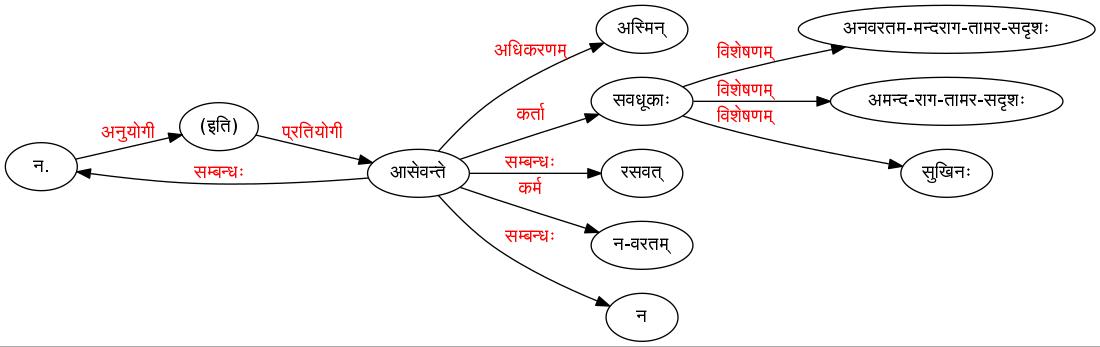 अस्मिन्
अनवरतम-मन्दराग-तामर-सदृशः
अधिकरणम्
विशेषणम्
सवधूकाः
विशेषणम्
अमन्द-राग-तामर-सदृशः
कर्ता
विशेषणम्
(इति)
अनुयोगी
प्रतियोगी
न.
सम्बन्धः
आसेवन्ते
सम्बन्धः
रसवत्
सुखिनः
कर्म
सम्बन्धः
न-वरतम्
न